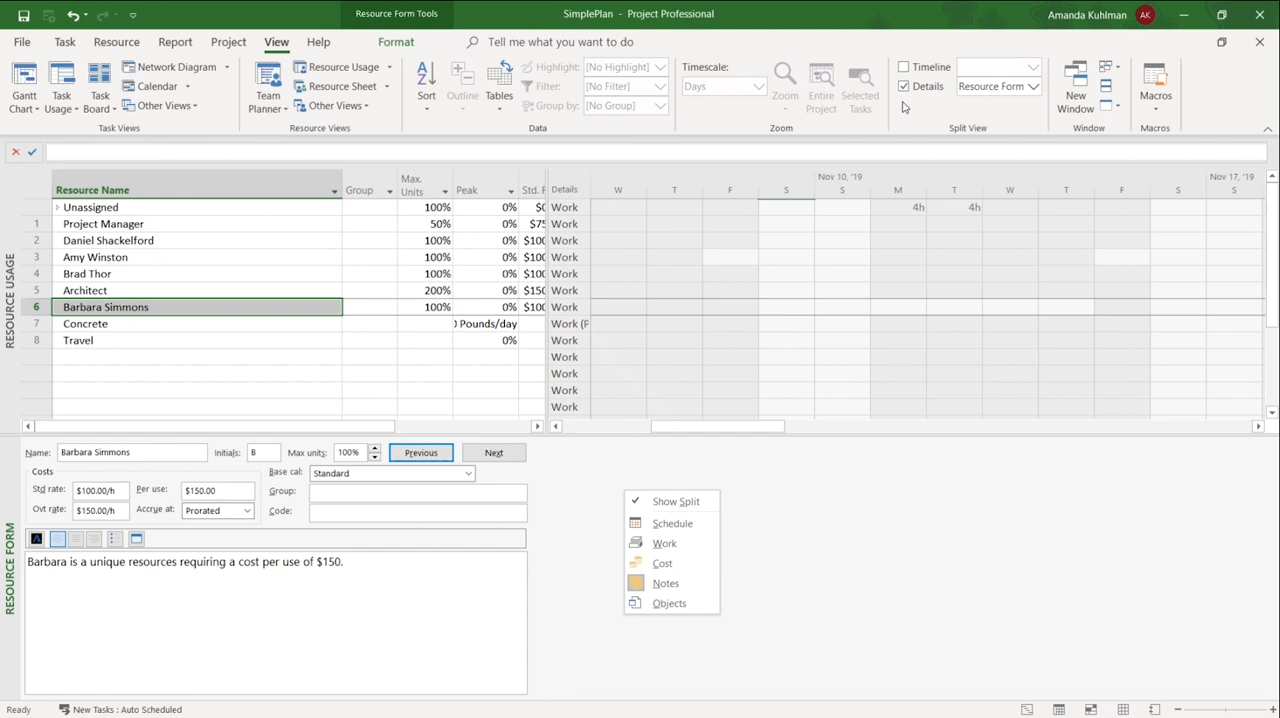 Resource Form Tools
SimplePlan - Project Professional
Amanda Kuhlman AK
File Task Resource Report Project View Help Format Tell me what you want to do
Gantt Chart
Task Usage
Task Board
Network Diagram
Calendar
Other Views
Task Views
Team Planner
Resource Usage
Resource Sheet
Other Views
Resource Views
Sort
Outline
Tables
Highlight: [No Highlight]
Filter: [No Filter]
Group by: [No Group]
Data
Timescale:
Days
Zoom
Entire Project
Selected Tasks
Zoom
Timeline
Details Resource Form
Split View
New Window
Window
Macros
Macros
RESOURCE USAGE
Resource Name Group Max. Units Peak Std. Details
Nov 10, '19 Nov 17, '19
W T F S S M T W T F S S
Unassigned 100% 0% Work 4h 4h
1 Project Manager 50% 0% $75 Work
2 Daniel Shackelford 100% 0% $100 Work
3 Amy Winston 100% 0% $100 Work
4 Brad Thor 100% 0% $100 Work
5 Architect 200% 0% $150 Work
6 Barbara Simmons 100% 0% $100 Work
7 Concrete 0 Pounds/day Work (P
8 Travel 0% Work
Work
Work
Work
Work
RESOURCE FORM
Name: Barbara Simmons Initials: B Max units: 100% Previous Next
Costs
Base cal: Standard
Std rate: $100.00/h Per use: $150.00 Group:
Ovt rate: $150.00/h Accrue at: Prorated Code:
Barbara is a unique resources requiring a cost per use of $150.
Show Split
Schedule
Work
Cost
Notes
Objects
Ready New Tasks : Auto Scheduled